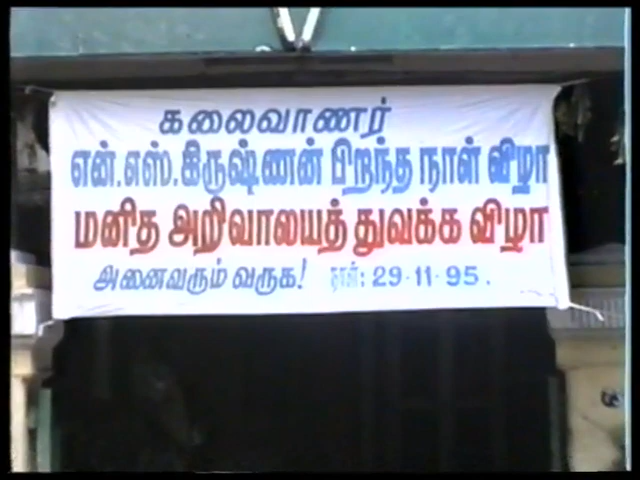 கலைவாணர்
என்.எஸ்.கிருஷ்ணன் பிறந்த நாள் விழா
மனித அறிவாலயத் துவக்க விழா
அனைவரும் வருக! நாள்: 29-11-95.